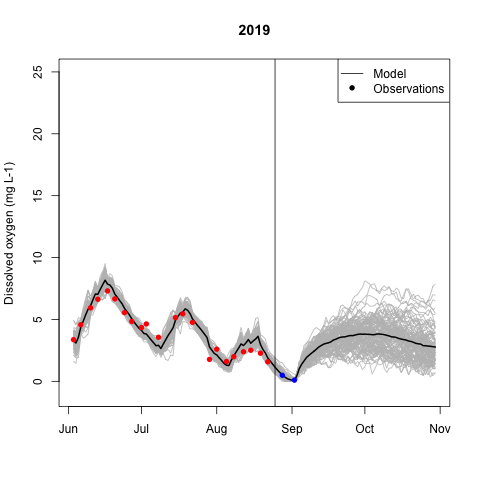 2019
Model
Observations
Dissolved oxygen (mg L-1)
25
20
15
10
5
0
Jun
Jul
Aug
Sep
Oct
Nov